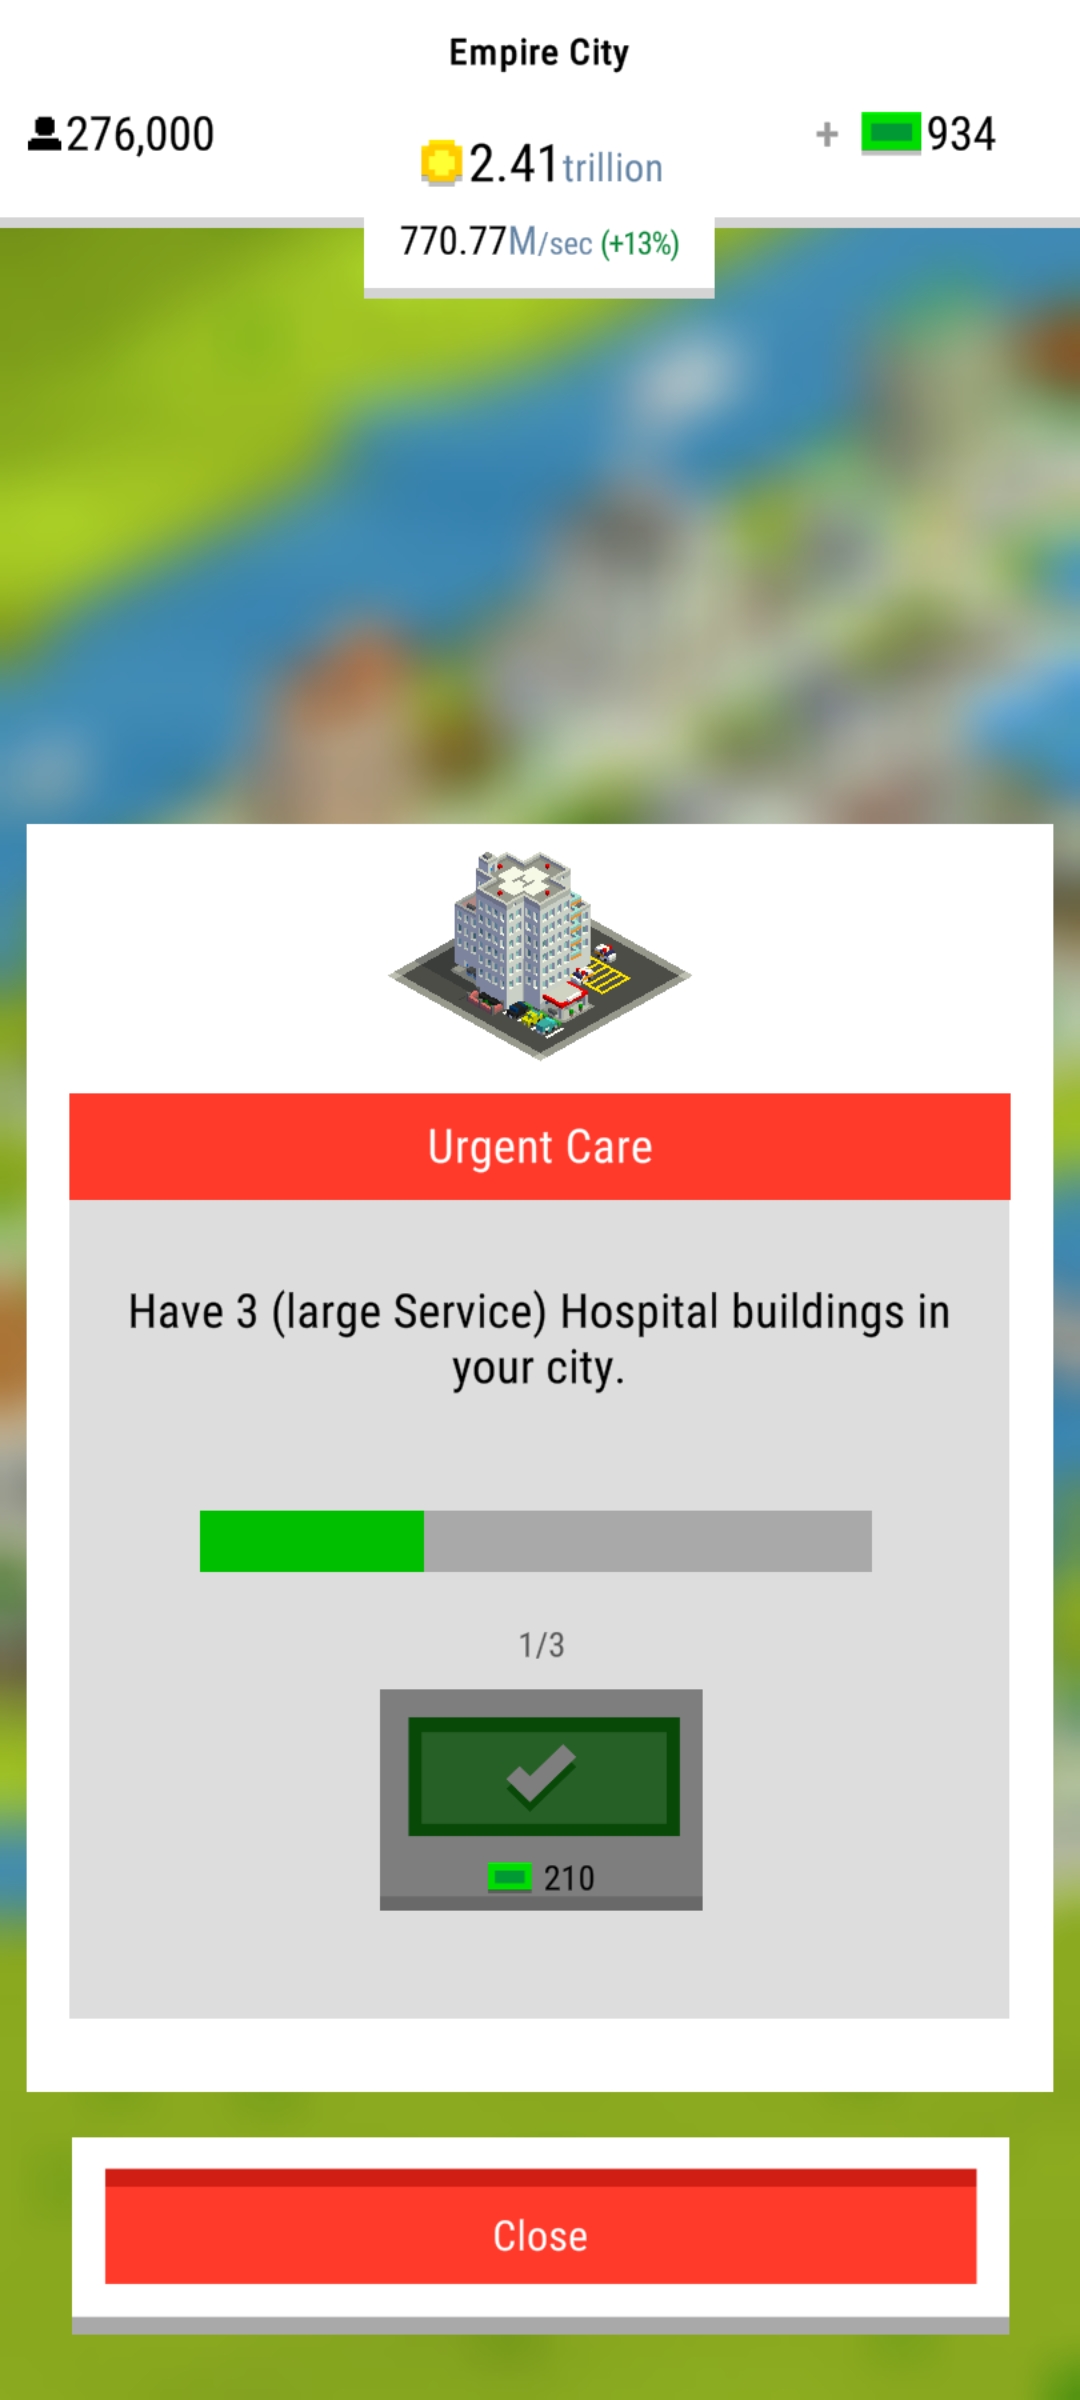 Empire City
276,000
2.41 trillion
+ 934
770.77M/sec (+13%)
Urgent Care
Have 3 (large Service) Hospital buildings in
your city.
1/3
210
Close